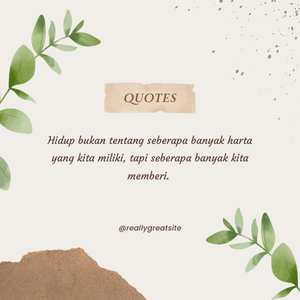 QUOTES
Hidup bukan tentang seberapa banyak harta
yang kita miliki, tapi seberapa banyak kita
memberi.
@reallygreatsite